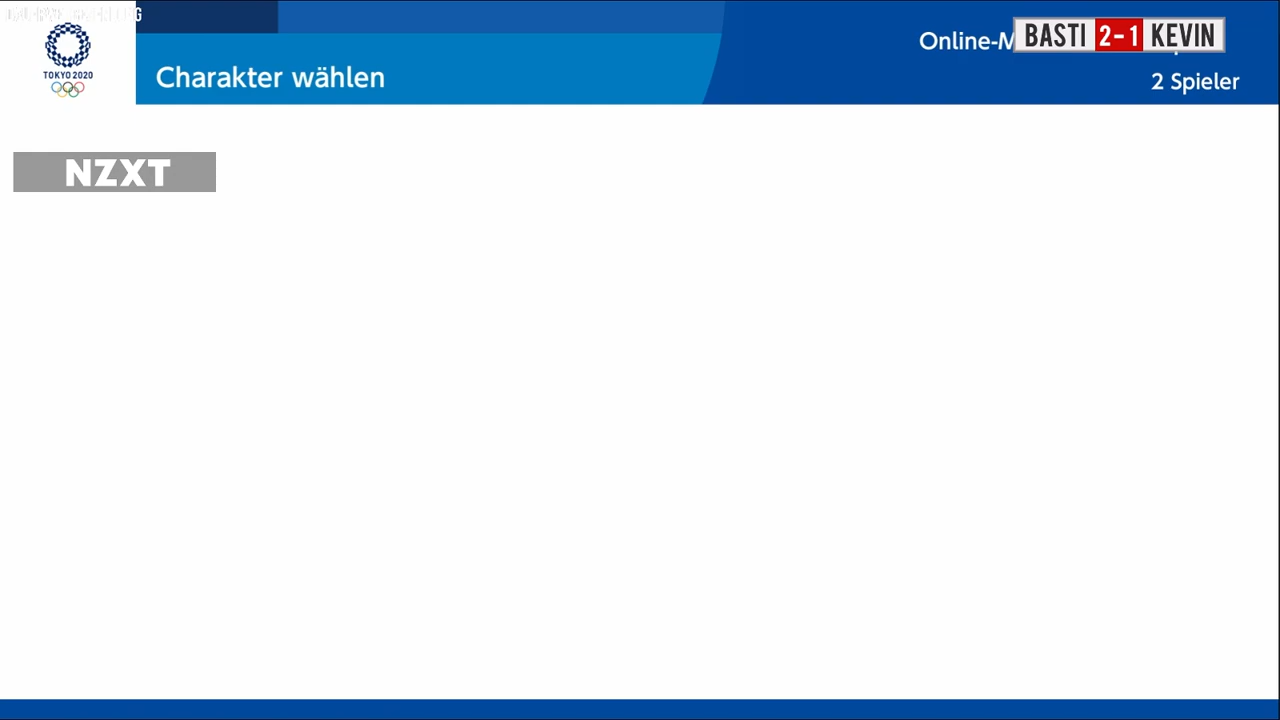 TOKYO 2020
Charakter wählen
Online-M
BASTI 2-1 KEVIN
2 Spieler
NZXT